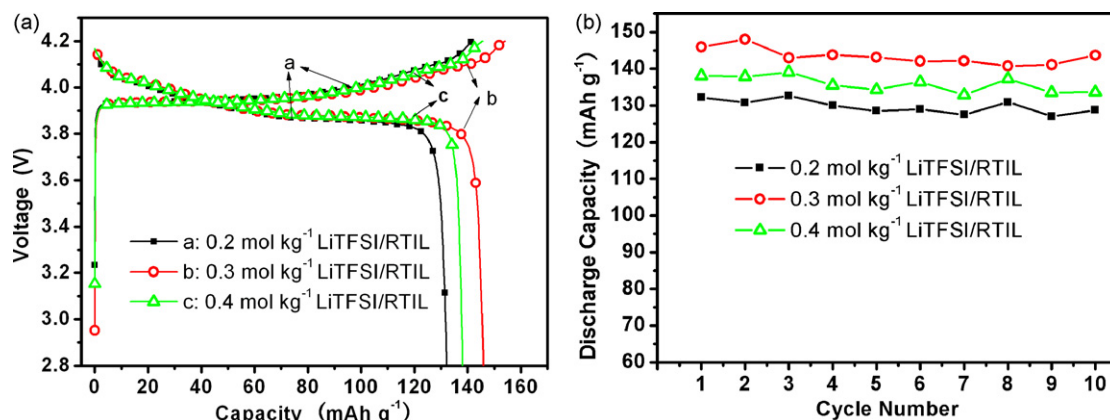 (a)
4.2
4.0
3.8
3.6
3.4
3.2
3.0
2.8
Voltage (V)
a
c
b
a: 0.2 mol kg⁻¹ LiTFSI/RTIL
b: 0.3 mol kg⁻¹ LiTFSI/RTIL
c: 0.4 mol kg⁻¹ LiTFSI/RTIL
0 20 40 60 80 100 120 140 160
Capacity (mAh g⁻¹)
(b)
150
140
130
120
110
100
90
80
70
60
Discharge Capacity (mAh g⁻¹)
0.2 mol kg⁻¹ LiTFSI/RTIL
0.3 mol kg⁻¹ LiTFSI/RTIL
0.4 mol kg⁻¹ LiTFSI/RTIL
1 2 3 4 5 6 7 8 9 10
Cycle Number